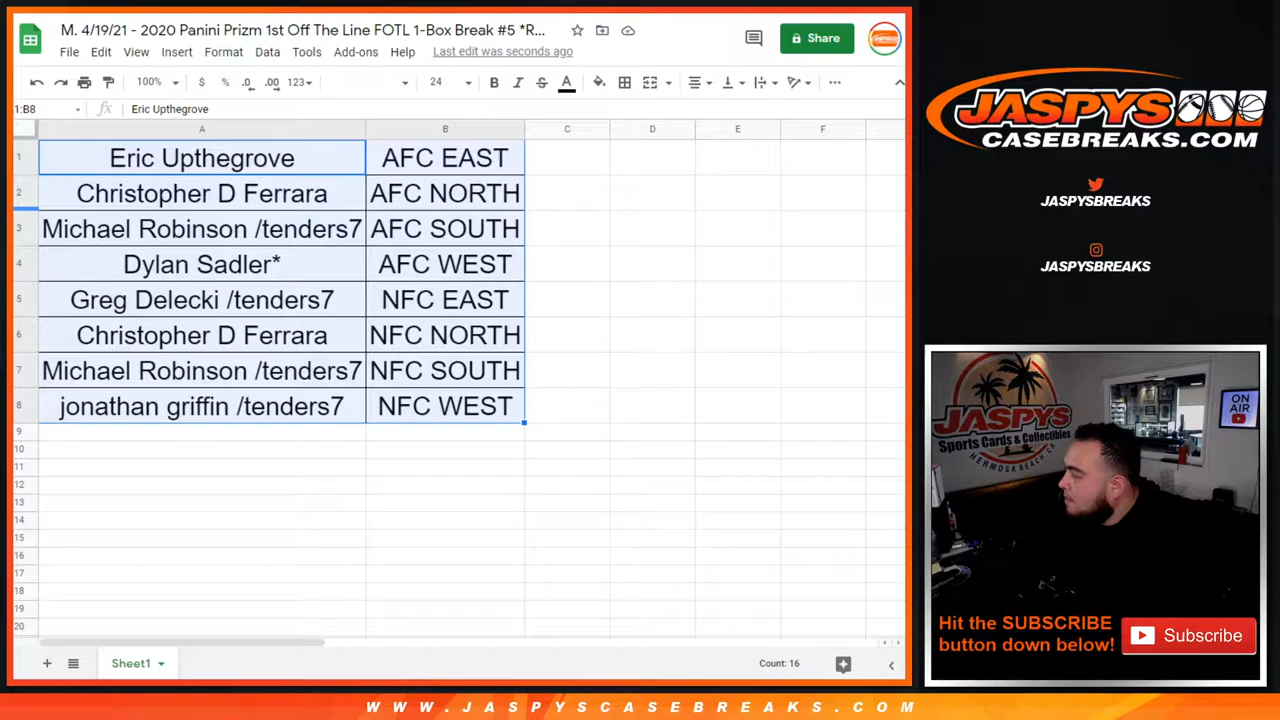 M. 4/19/21 - 2020 Panini Prizm 1st Off The Line FOTL 1-Box Break #5 *R...
File Edit View Insert Format Data Tools Add-ons Help Last edit was seconds ago
Share
100% $ % .0 .00 123 24 B I S A
1:B8 fx Eric Upthegrove
A B C D E F
1 Eric Upthegrove AFC EAST
2 Christopher D Ferrara AFC NORTH
3 Michael Robinson /tenders7 AFC SOUTH
4 Dylan Sadler* AFC WEST
5 Greg Delecki /tenders7 NFC EAST
6 Christopher D Ferrara NFC NORTH
7 Michael Robinson /tenders7 NFC SOUTH
8 jonathan griffin /tenders7 NFC WEST
9
10
11
12
13
14
15
16
17
18
19
20
Sheet1
Count: 16
JASPYS
CASEBREAKS.COM
JASPYSBREAKS
JASPYSBREAKS
JASPYS
Sports Cards & Collectibles
HERMOSA BEACH, CA
ON
AIR
Hit the SUBSCRIBE
button down below!
Subscribe
WWW.JASPYSCASEBREAKS.COM